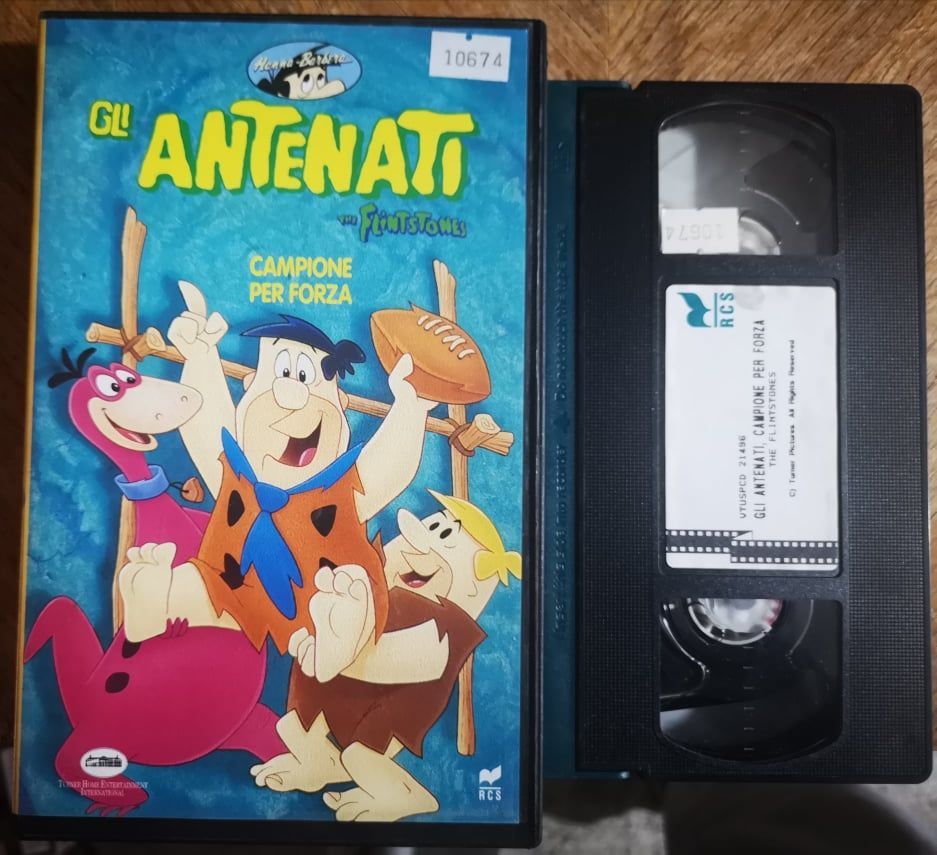 Hanna-Barbera
10674
GLI
ANTENATI
THE FLINTSTONES
CAMPIONE
PER FORZA
TURNER HOME ENTERTAINMENT
INTERNATIONAL
RCS
10674
RCS
VTUSPCD 21496
GLI ANTENATI, CAMPIONE PER FORZA
THE FLINTSTONES
C) Turner Pictures. All Rights Reserved